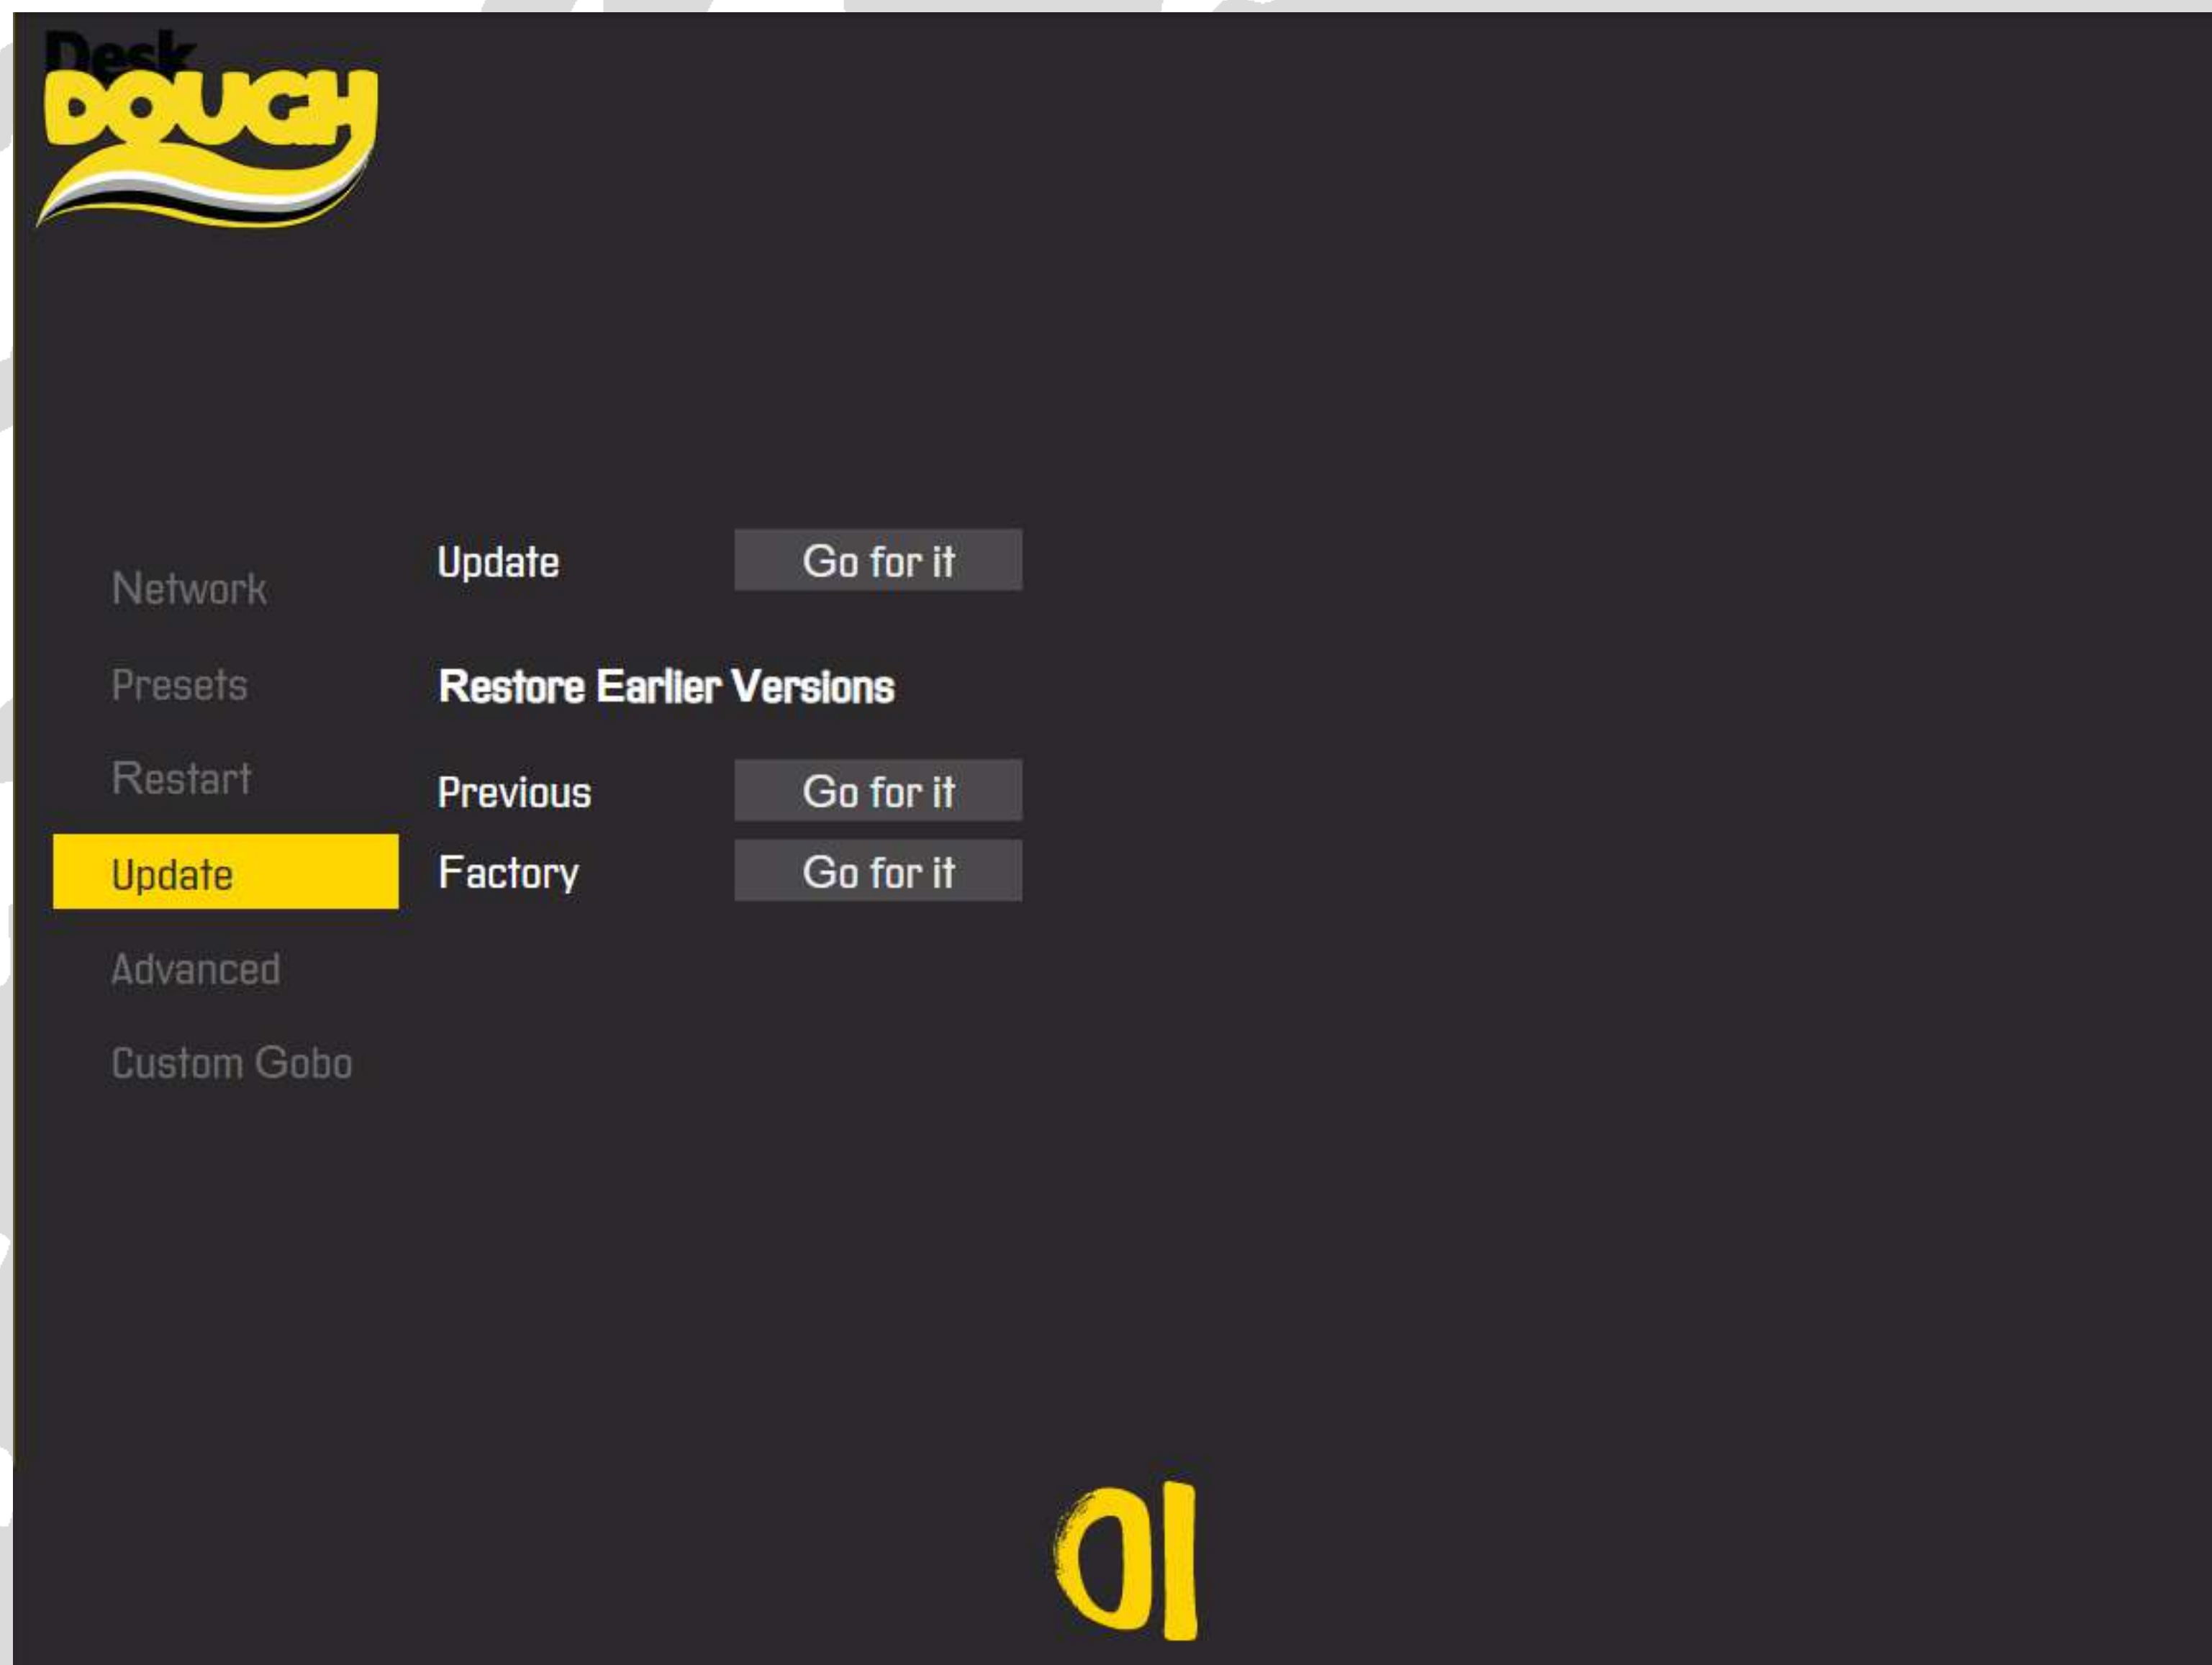 Desk
DOUGH
Network
Presets
Restart
Update
Advanced
Custom Gobo
Update Go for it
Restore Earlier Versions
Previous Go for it
Factory Go for it
OI